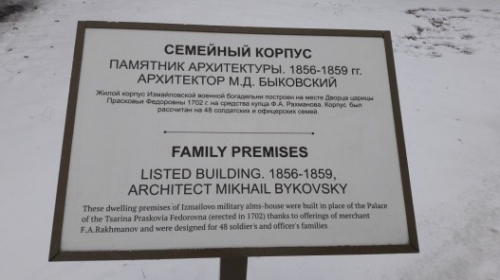 СЕМЕЙНЫЙ КОРПУС
ПАМЯТНИК АРХИТЕКТУРЫ. 1856-1859 гг.
АРХИТЕКТОР М.Д. БЫКОВСКИЙ
Жилой корпус Измайловской военной богадельни построен на месте Дворца царицы
Прасковьи Федоровны 1702 г. на средства купца Ф.А. Рахманова. Корпус был
рассчитан на 48 солдатских и офицерских семей.
FAMILY PREMISES
LISTED BUILDING. 1856-1859,
ARCHITECT MIKHAIL BYKOVSKY
These dwelling premises of Izmailovo military alms-house were built in place of the Palace
of the Tsarina Praskovia Fedorovna (erected in 1702) thanks to offerings of merchant
F.A.Rakhmanov and were designed for 48 soldier's and officer's families